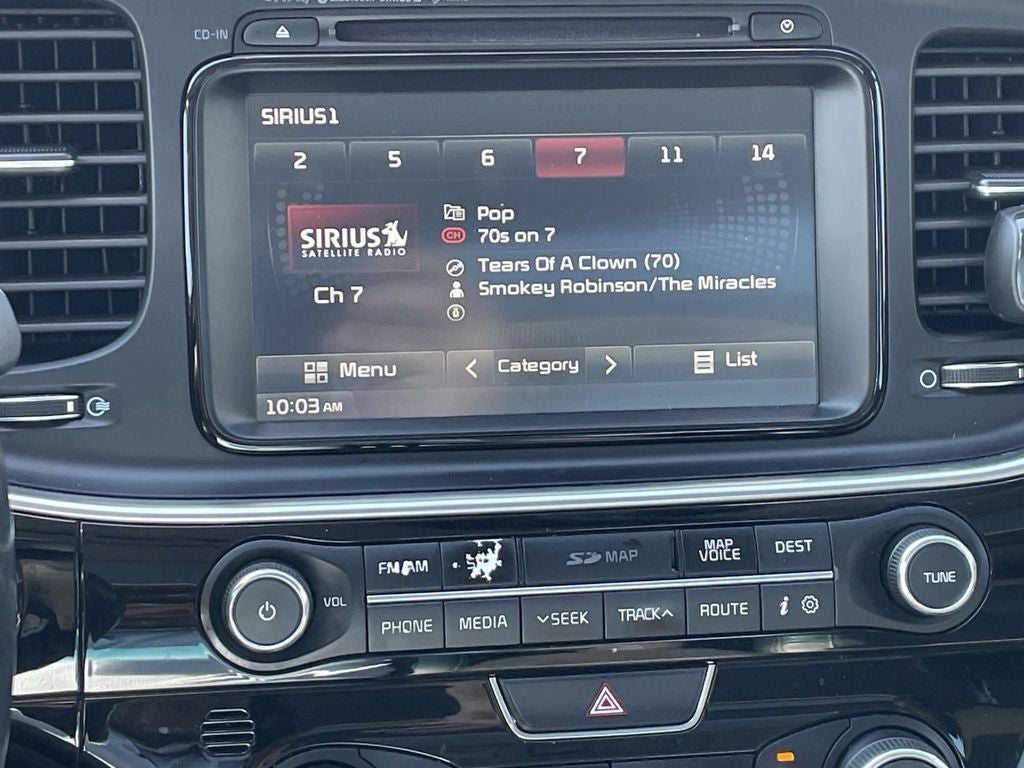 CD-IN
SIRIUS1
2 5 6 7 11 14
SIRIUS
SATELLITE RADIO
Ch 7
Pop
CH 70s on 7
Tears Of A Clown (70)
Smokey Robinson/The Miracles
Menu < Category > List
10:03 AM
VOL
FM/AM
SD MAP
MAP VOICE
DEST
TUNE
PHONE
MEDIA
SEEK
TRACK
ROUTE
i